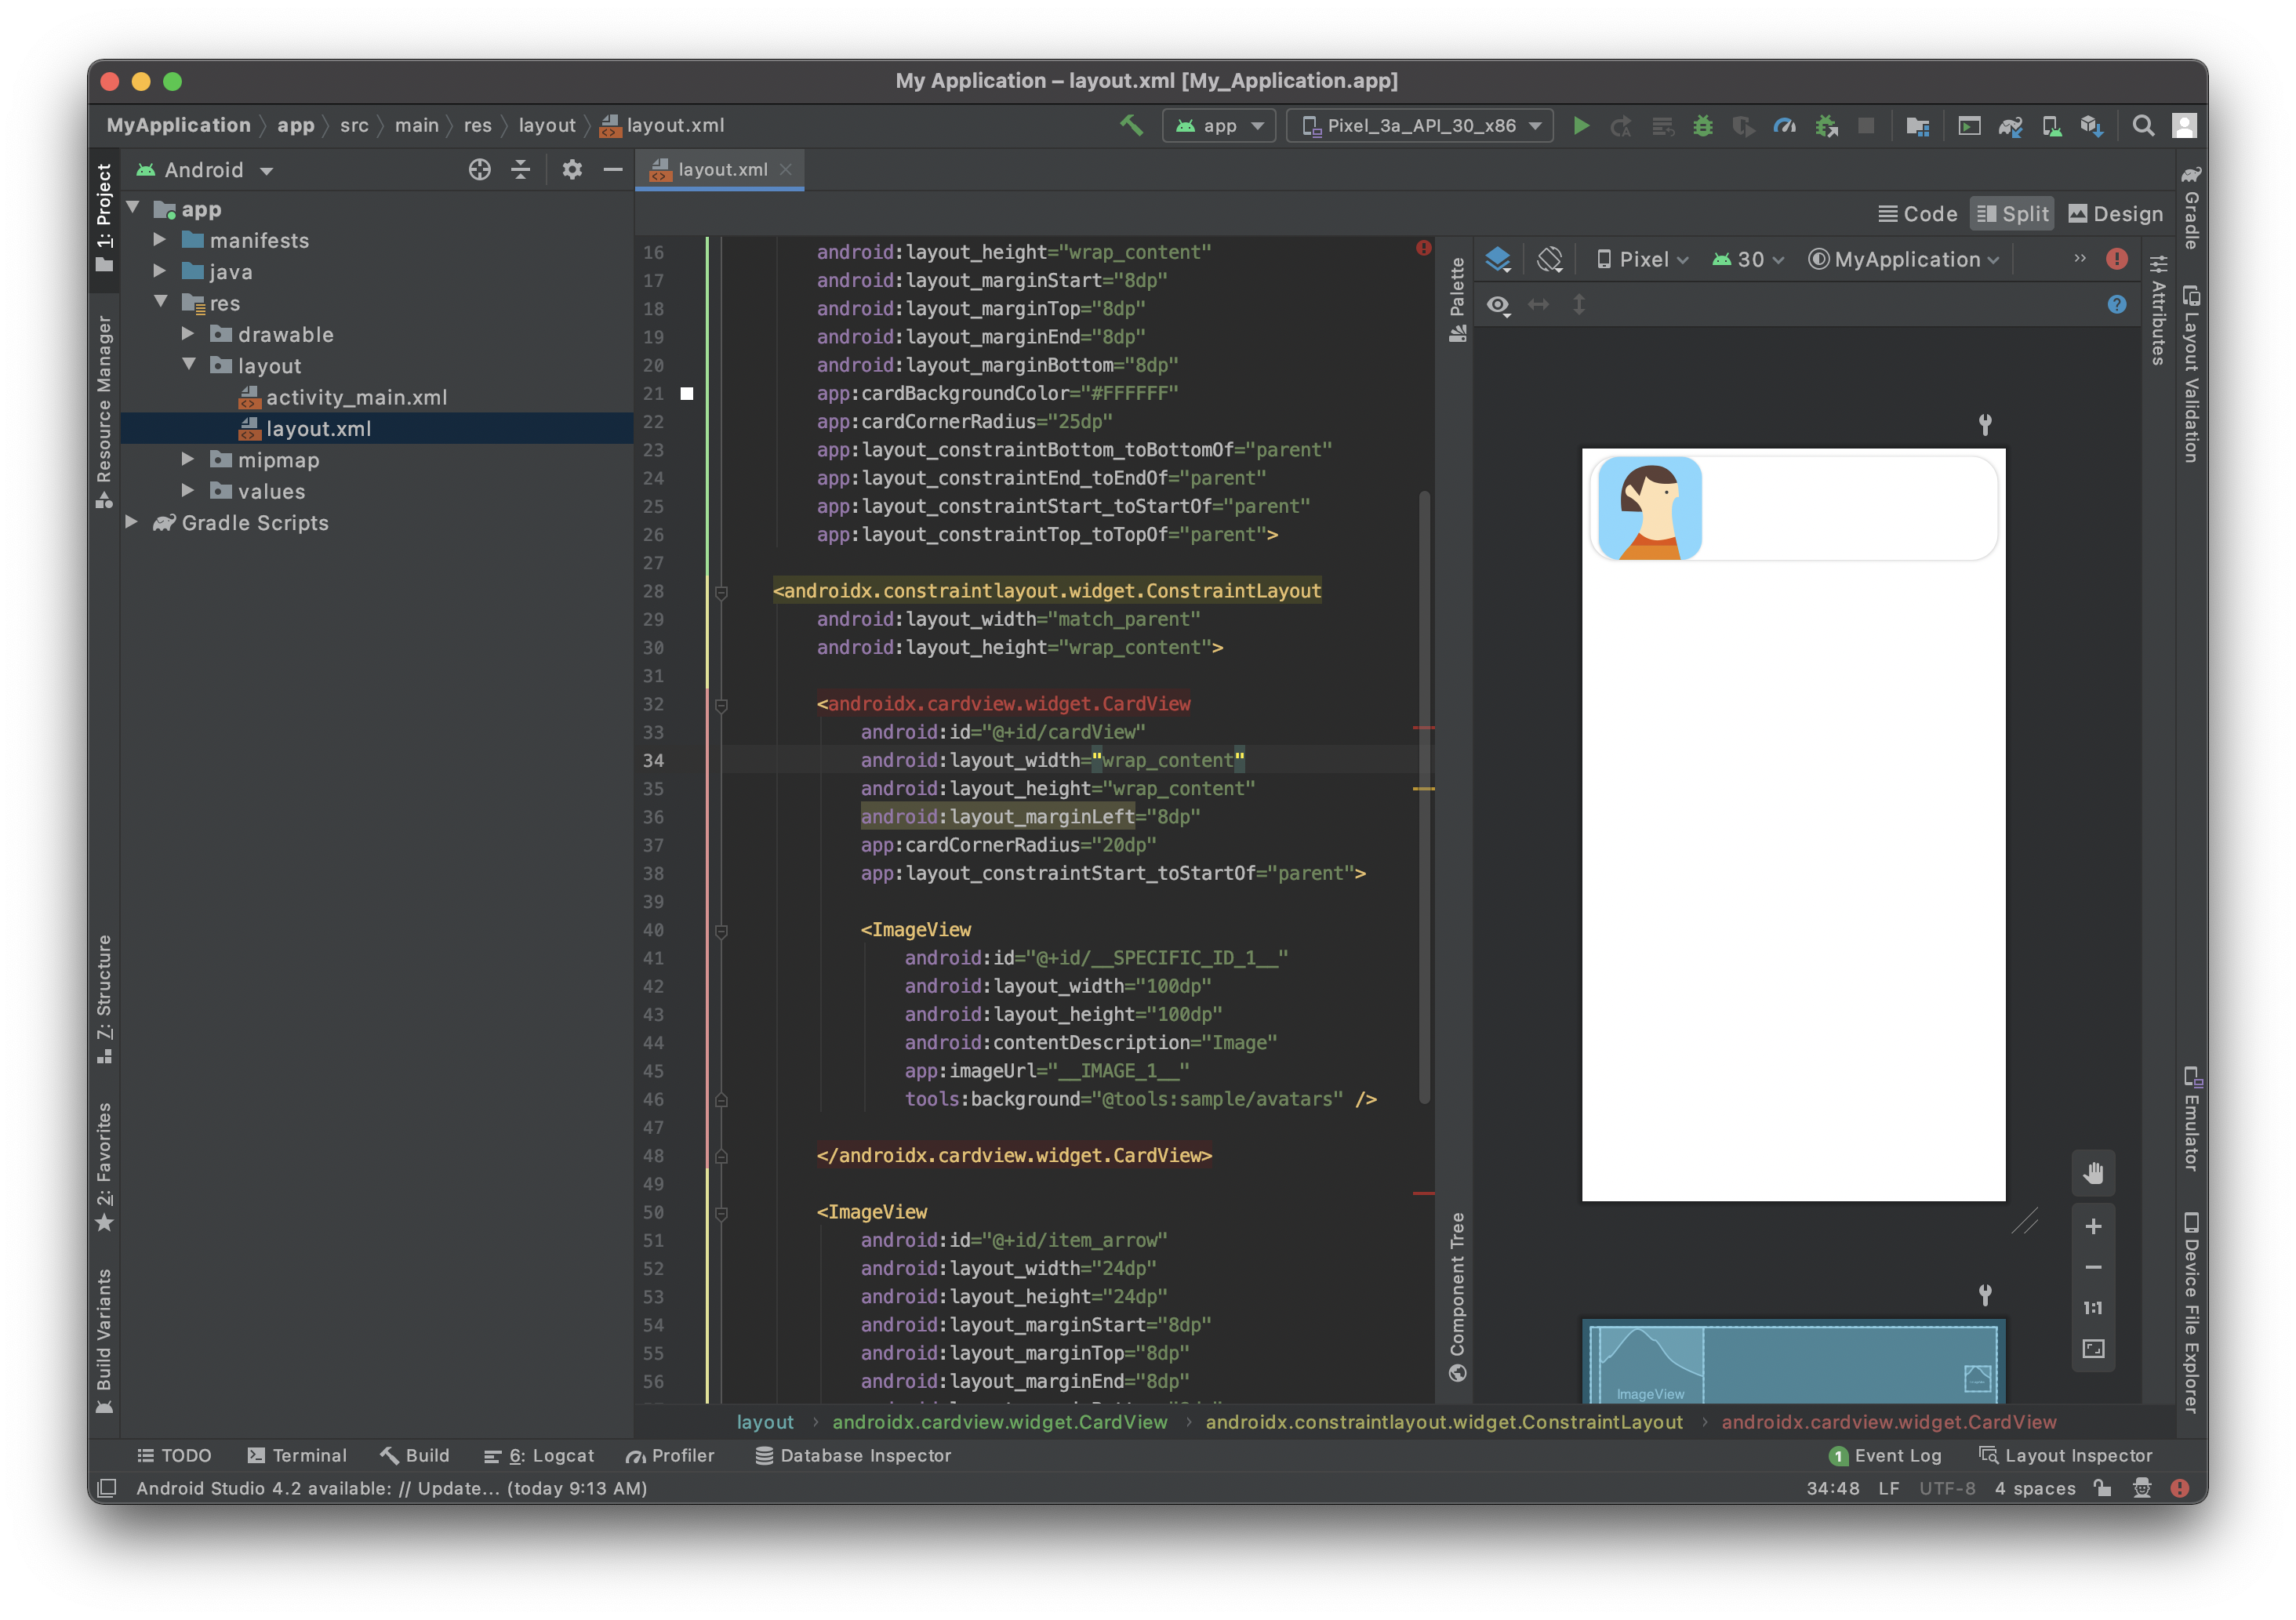 My Application – layout.xml [My_Application.app]
MyApplication app src main res layout layout.xml
app Pixel_3a_API_30_x86
1: Project
Resource Manager
7: Structure
2: Favorites
Build Variants
Android
app
manifests
java
res
drawable
layout
activity_main.xml
layout.xml
mipmap
values
Gradle Scripts
layout.xml
Code Split Design
16 android:layout_height="wrap_content"
17 android:layout_marginStart="8dp"
18 android:layout_marginTop="8dp"
19 android:layout_marginEnd="8dp"
20 android:layout_marginBottom="8dp"
21 app:cardBackgroundColor="#FFFFFF"
22 app:cardCornerRadius="25dp"
23 app:layout_constraintBottom_toBottomOf="parent"
24 app:layout_constraintEnd_toEndOf="parent"
25 app:layout_constraintStart_toStartOf="parent"
26 app:layout_constraintTop_toTopOf="parent">
27
28 <androidx.constraintlayout.widget.ConstraintLayout
29 android:layout_width="match_parent"
30 android:layout_height="wrap_content">
31
32 <androidx.cardview.widget.CardView
33 android:id="@+id/cardView"
34 android:layout_width="wrap_content"
35 android:layout_height="wrap_content"
36 android:layout_marginLeft="8dp"
37 app:cardCornerRadius="20dp"
38 app:layout_constraintStart_toStartOf="parent">
39
40 <ImageView
41 android:id="@+id/__SPECIFIC_ID_1__"
42 android:layout_width="100dp"
43 android:layout_height="100dp"
44 android:contentDescription="Image"
45 app:imageUrl="__IMAGE_1__"
46 tools:background="@tools:sample/avatars" />
47
48 </androidx.cardview.widget.CardView>
49
50 <ImageView
51 android:id="@+id/item_arrow"
52 android:layout_width="24dp"
53 android:layout_height="24dp"
54 android:layout_marginStart="8dp"
55 android:layout_marginTop="8dp"
56 android:layout_marginEnd="8dp"
Palette
Component Tree
Pixel 30 MyApplication
1:1
ImageView
Attributes
Gradle
Layout Validation
Emulator
Device File Explorer
layout androidx.cardview.widget.CardView androidx.constraintlayout.widget.ConstraintLayout androidx.cardview.widget.CardView
TODO Terminal Build 6: Logcat Profiler Database Inspector 1 Event Log Layout Inspector
Android Studio 4.2 available: // Update... (today 9:13 AM) 34:48 LF UTF-8 4 spaces